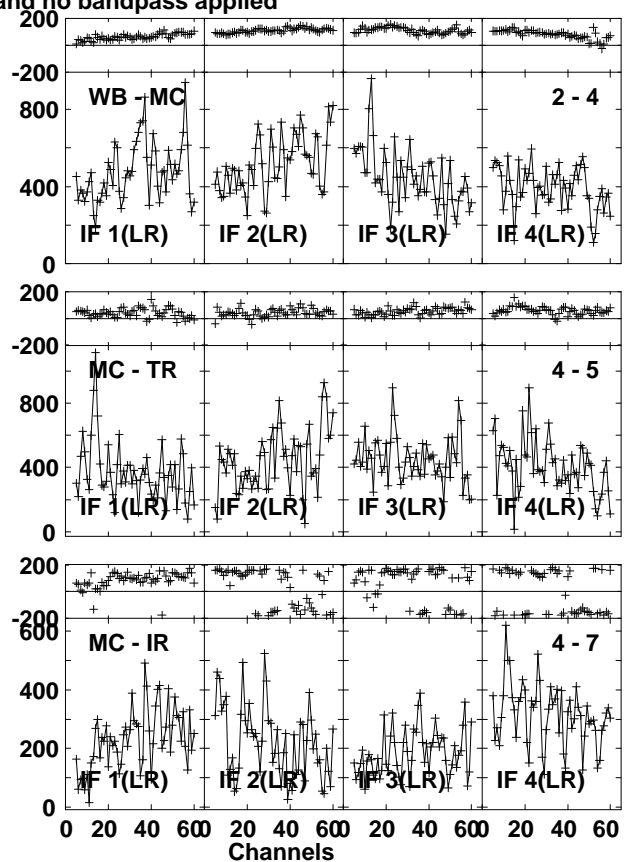 and no bandpass applied
200
-200
800
400
0
WB - MC
2 - 4
IF 1(LR)
IF 2(LR)
IF 3(LR)
IF 4(LR)
200
-200
800
400
0
MC - TR
4 - 5
IF 1(LR)
IF 2(LR)
IF 3(LR)
IF 4(LR)
200
-200
600
400
200
0
MC - IR
4 - 7
IF 1(LR)
IF 2(LR)
IF 3(LR)
IF 4(LR)
0 20 40 60 0 20 40 60 0 20 40 60 0 20 40 60
Channels